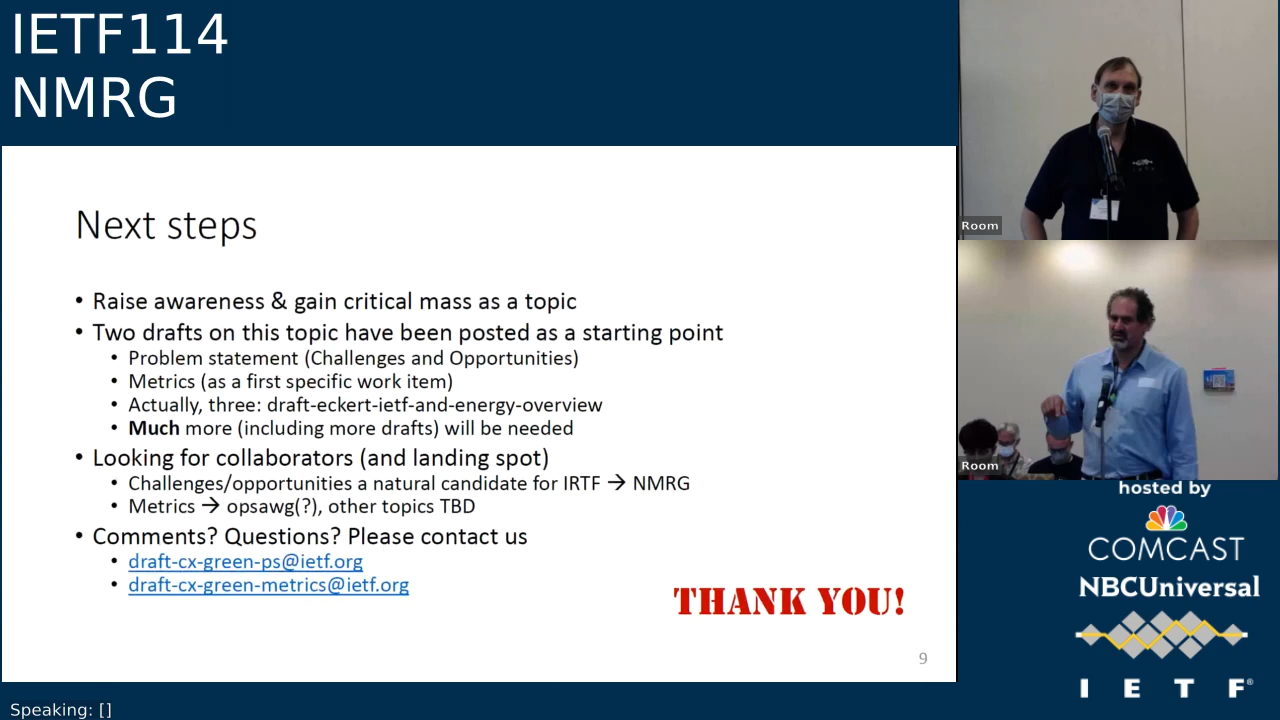 IETF114
NMRG
Next steps
• Raise awareness & gain critical mass as a topic
• Two drafts on this topic have been posted as a starting point
• Problem statement (Challenges and Opportunities)
• Metrics (as a first specific work item)
• Actually, three: draft-eckert-ietf-and-energy-overview
• Much more (including more drafts) will be needed
• Looking for collaborators (and landing spot)
• Challenges/opportunities a natural candidate for IRTF → NMRG
• Metrics → opsawg(?), other topics TBD
• Comments? Questions? Please contact us
• draft-cx-green-ps@ietf.org
• draft-cx-green-metrics@ietf.org
THANK YOU!
9
Speaking: []
Room
Room
hosted by
COMCAST
NBCUniversal
I E T F®